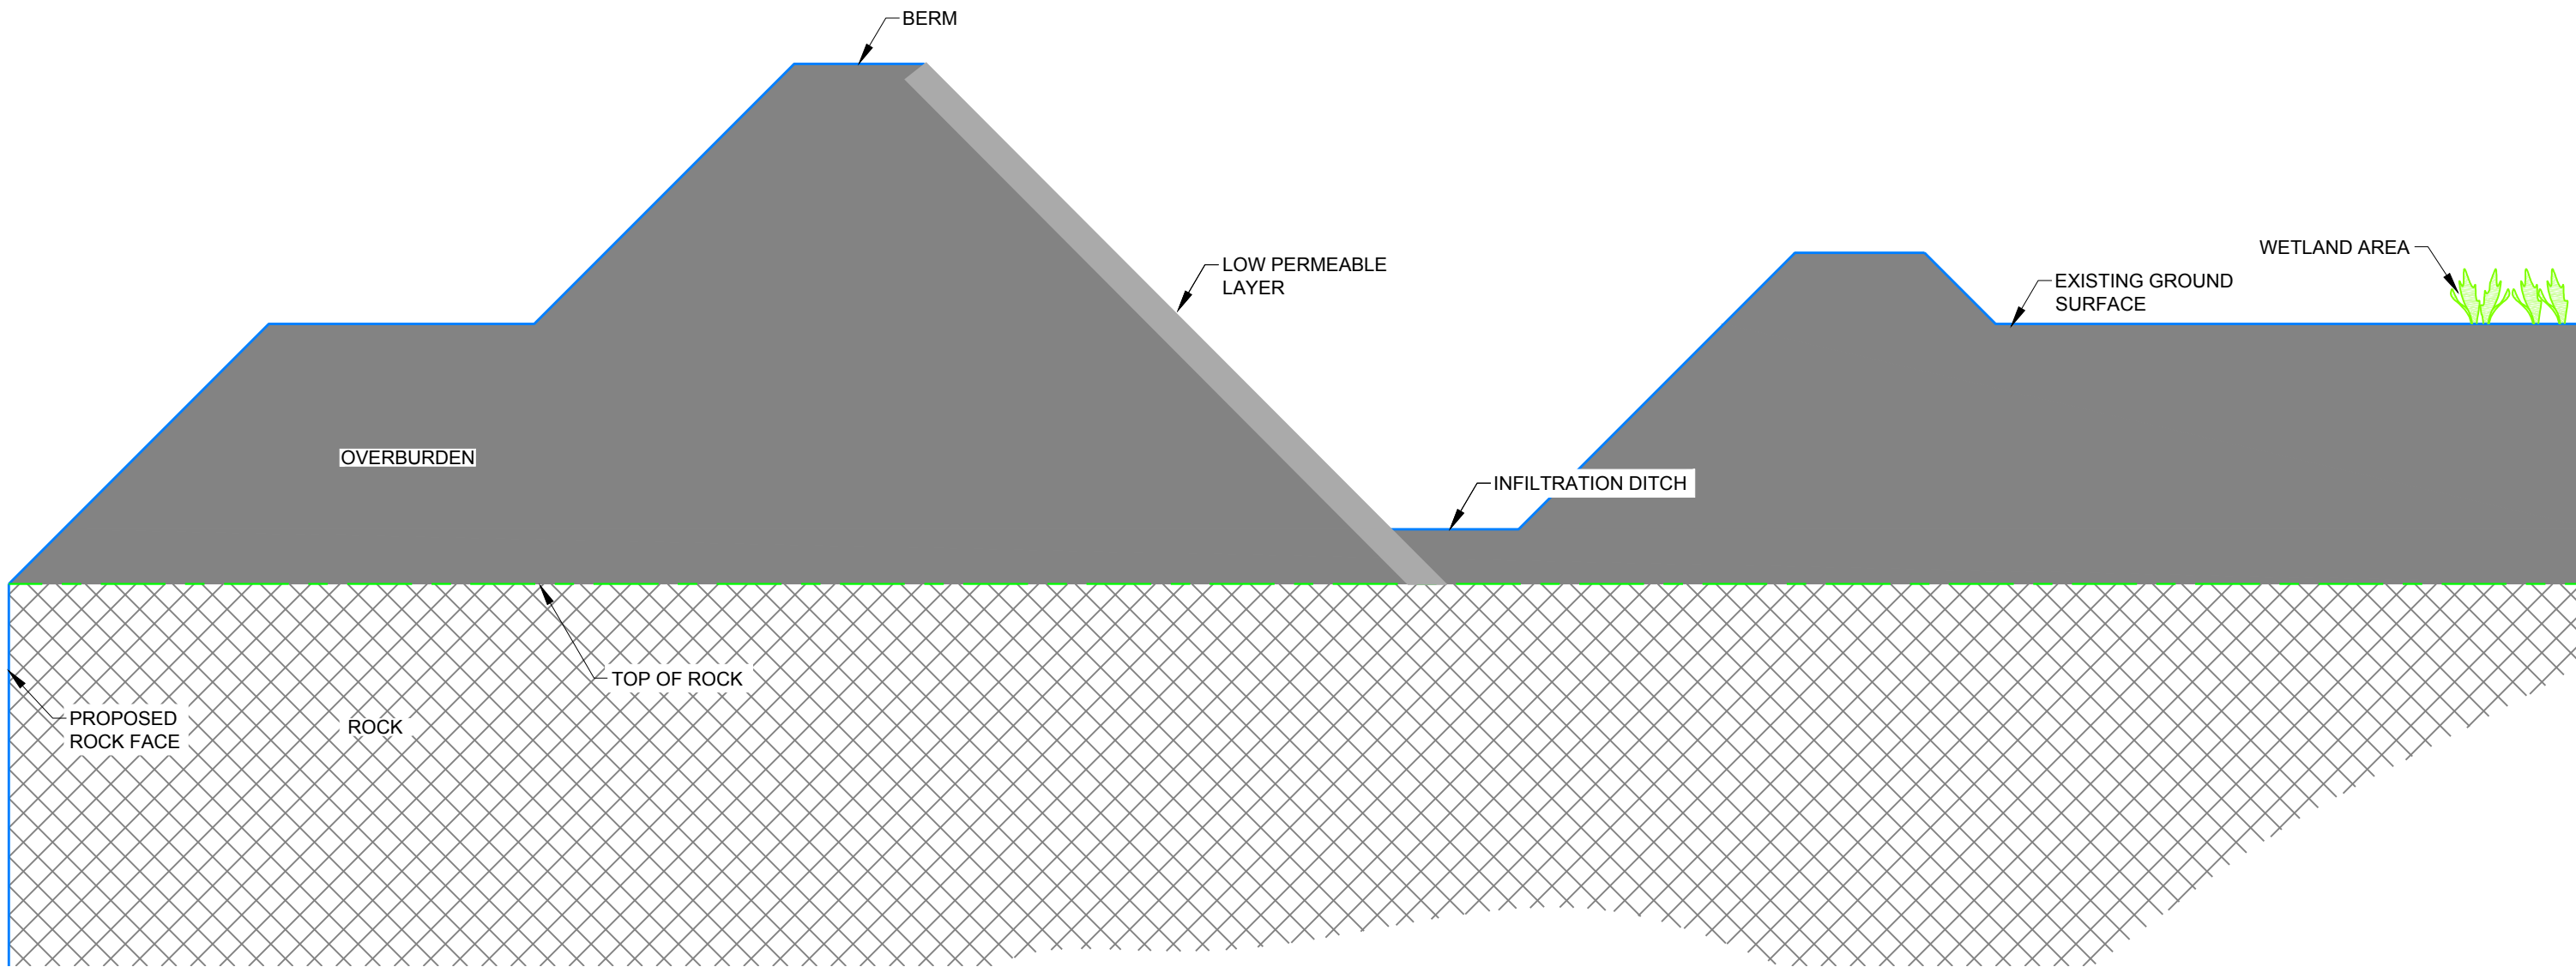 BERM
LOW PERMEABLE
LAYER
WETLAND AREA
EXISTING GROUND
SURFACE
OVERBURDEN
INFILTRATION DITCH
TOP OF ROCK
PROPOSED
ROCK FACE
ROCK